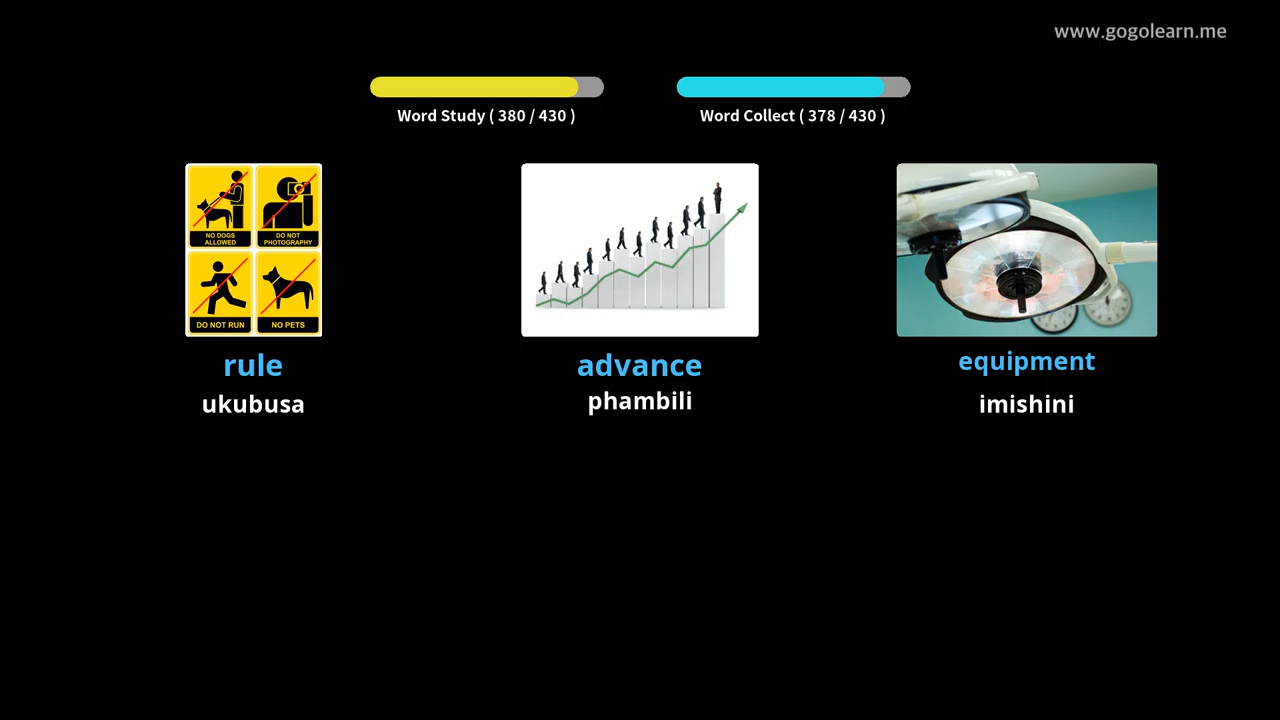 www.gogolearn.me
Word Study ( 380 / 430 )
Word Collect ( 378 / 430 )
NO DOGS
ALLOWED
DO NOT
PHOTOGRAPHY
DO NOT RUN
NO PETS
rule
ukubusa
advance
phambili
equipment
imishini